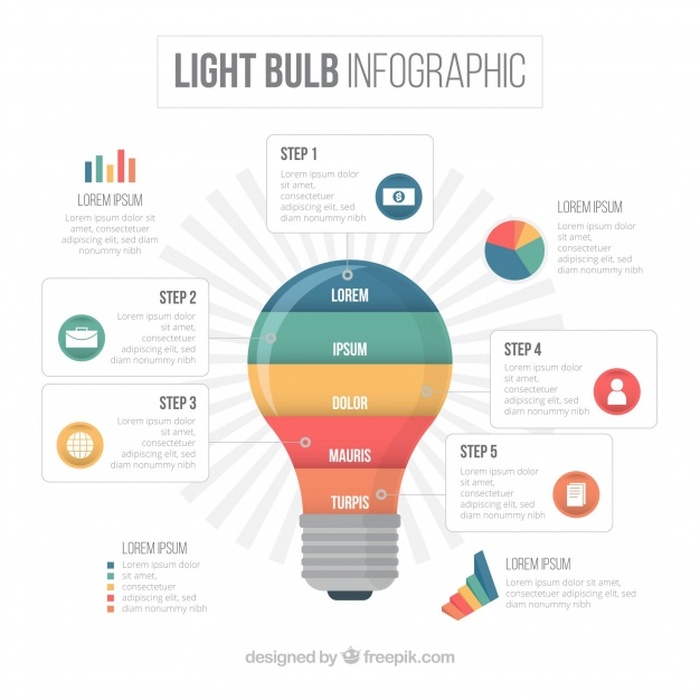 LIGHT BULB INFOGRAPHIC
STEP 1
Lorem ipsum dolor
sit amet,
consectetuer
adipiscing elit, sed
diam nonummy nibh
LOREM IPSUM
Lorem ipsum dolor sit
amet, consectetuer
adipiscing elit, sed diam
nonummy nibh
LOREM IPSUM
Lorem ipsum dolor
sit amet,
consectetuer
adipiscing elit, sed
diam nonummy nibh
STEP 2
Lorem ipsum dolor
sit amet,
consectetuer
adipiscing elit, sed
diam nonummy nibh
STEP 3
Lorem ipsum dolor
sit amet,
consectetuer
adipiscing elit, sed
diam nonummy nibh
LOREM
IPSUM
DOLOR
MAURIS
TURPIS
STEP 4
Lorem ipsum dolor
sit amet,
consectetuer
adipiscing elit, sed
diam nonummy nibh
STEP 5
Lorem ipsum dolor
sit amet,
consectetuer
adipiscing elit, sed
diam nonummy nibh
LOREM IPSUM
Lorem ipsum dolor
sit amet,
consectetuer
adipiscing elit, sed
diam nonummy nibh
LOREM IPSUM
Lorem ipsum dolor sit amet,
consectetuer adipiscing elit, sed
diam nonummy nibh
designed by freepik.com